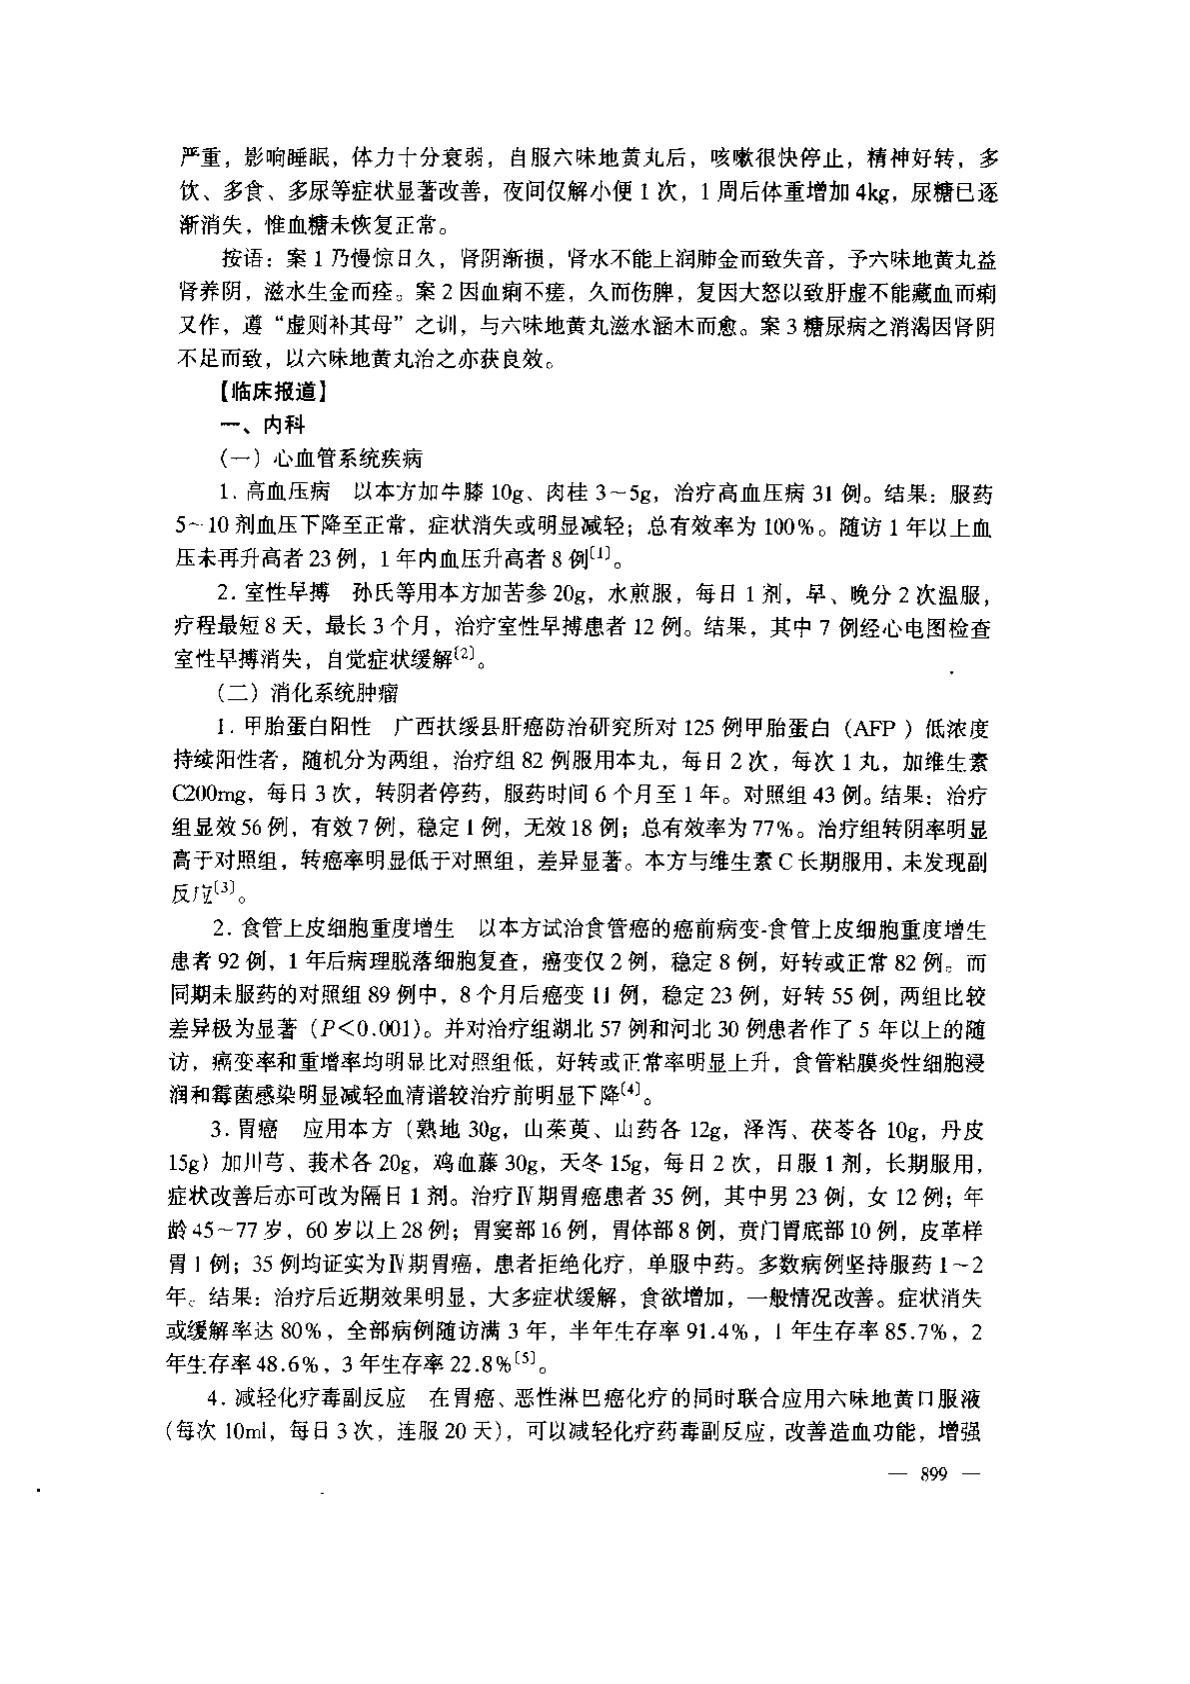 严重，影响睡眠，体力十分衰弱，自服六味地黄丸后，咳嗽很快停止，精神好转，多
饮、多食、多尿等症状显著改善，夜间仅解小便 1 次，1 周后体重增加 4kg，尿糖已逐
渐消失，惟血糖未恢复正常。
按语：案 1 乃慢惊日久，肾阴渐损，肾水不能上润肺金而致失音，予六味地黄丸益
肾养阴，滋水生金而痊。案 2 因血痢不瘥，久而伤脾，复因大怒以致肝虚不能藏血而痢
又作，遵“虚则补其母”之训，与六味地黄丸滋水涵木而愈。案 3 糖尿病之消渴因肾阴
不足而致，以六味地黄丸治之亦获良效。
【临床报道】
一、内科
（一）心血管系统疾病
1. 高血压病　以本方加牛膝 10g、肉桂 3～5g，治疗高血压病 31 例。结果：服药
5～10 剂血压下降至正常，症状消失或明显减轻；总有效率为 100%。随访 1 年以上血
压未再升高者 23 例，1 年内血压升高者 8 例〔1〕。
2. 室性早搏　孙氏等用本方加苦参 20g，水煎服，每日 1 剂，早、晚分 2 次温服，
疗程最短 8 天，最长 3 个月，治疗室性早搏患者 12 例。结果，其中 7 例经心电图检查
室性早搏消失，自觉症状缓解〔2〕。
（二）消化系统肿瘤
1. 甲胎蛋白阳性　广西扶绥县肝癌防治研究所对 125 例甲胎蛋白（AFP ）低浓度
持续阳性者，随机分为两组，治疗组 82 例服用本丸，每日 2 次，每次 1 丸，加维生素
C200mg，每日 3 次，转阴者停药，服药时间 6 个月至 1 年。对照组 43 例。结果：治疗
组显效 56 例，有效 7 例，稳定 1 例，无效 18 例；总有效率为 77%。治疗组转阴率明显
高于对照组，转癌率明显低于对照组，差异显著。本方与维生素 C 长期服用，未发现副
反应〔3〕。
2. 食管上皮细胞重度增生　以本方试治食管癌的癌前病变-食管上皮细胞重度增生
患者 92 例，1 年后病理脱落细胞复查，癌变仅 2 例，稳定 8 例，好转或正常 82 例。而
同期未服药的对照组 89 例中，8 个月后癌变 11 例，稳定 23 例，好转 55 例，两组比较
差异极为显著（P＜0.001）。并对治疗组湖北 57 例和河北 30 例患者作了 5 年以上的随
访，癌变率和重增率均明显比对照组低，好转或正常率明显上升，食管粘膜炎性细胞浸
润和霉菌感染明显减轻血清谱较治疗前明显下降〔4〕。
3. 胃癌　应用本方（熟地 30g，山茱萸、山药各 12g，泽泻、茯苓各 10g，丹皮
15g）加川芎、莪术各 20g，鸡血藤 30g，天冬 15g，每日 2 次，日服 1 剂，长期服用，
症状改善后亦可改为隔日 1 剂。治疗Ⅳ期胃癌患者 35 例，其中男 23 例，女 12 例；年
龄 45～77 岁，60 岁以上 28 例；胃窦部 16 例，胃体部 8 例，贲门胃底部 10 例，皮革样
胃 1 例；35 例均证实为Ⅳ期胃癌，患者拒绝化疗，单服中药。多数病例坚持服药 1～2
年。结果：治疗后近期效果明显，大多症状缓解，食欲增加，一般情况改善。症状消失
或缓解率达 80%，全部病例随访满 3 年，半年生存率 91.4%，1 年生存率 85.7%，2
年生存率 48.6%，3 年生存率 22.8%〔5〕。
4. 减轻化疗毒副反应　在胃癌、恶性淋巴癌化疗的同时联合应用六味地黄口服液
（每次 10ml，每日 3 次，连服 20 天），可以减轻化疗药毒副反应，改善造血功能，增强
— 899 —